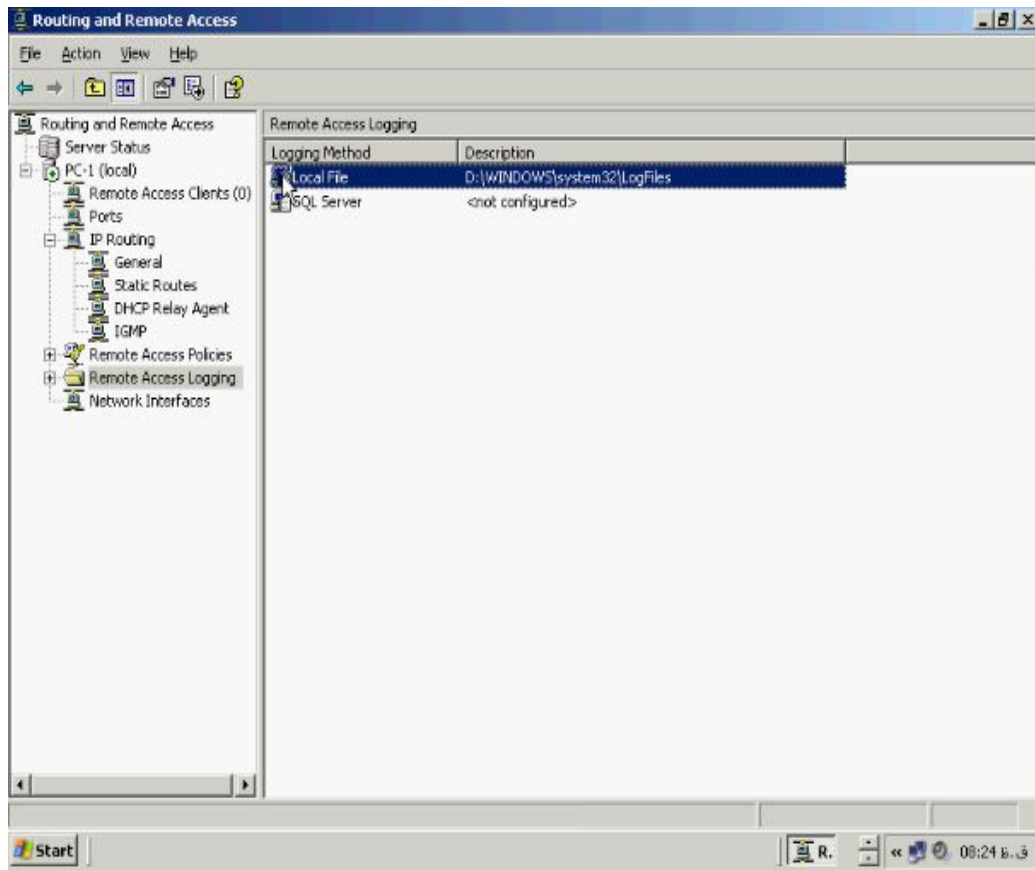 Routing and Remote Access
File Action View Help
Routing and Remote Access
Server Status
PC-1 (local)
Remote Access Clients (0)
Ports
IP Routing
General
Static Routes
DHCP Relay Agent
IGMP
Remote Access Policies
Remote Access Logging
Network Interfaces
Remote Access Logging
Logging Method Description
Local File D:\WINDOWS\system32\LogFiles
SQL Server <not configured>
Start R. « 08:24 ق.ظ